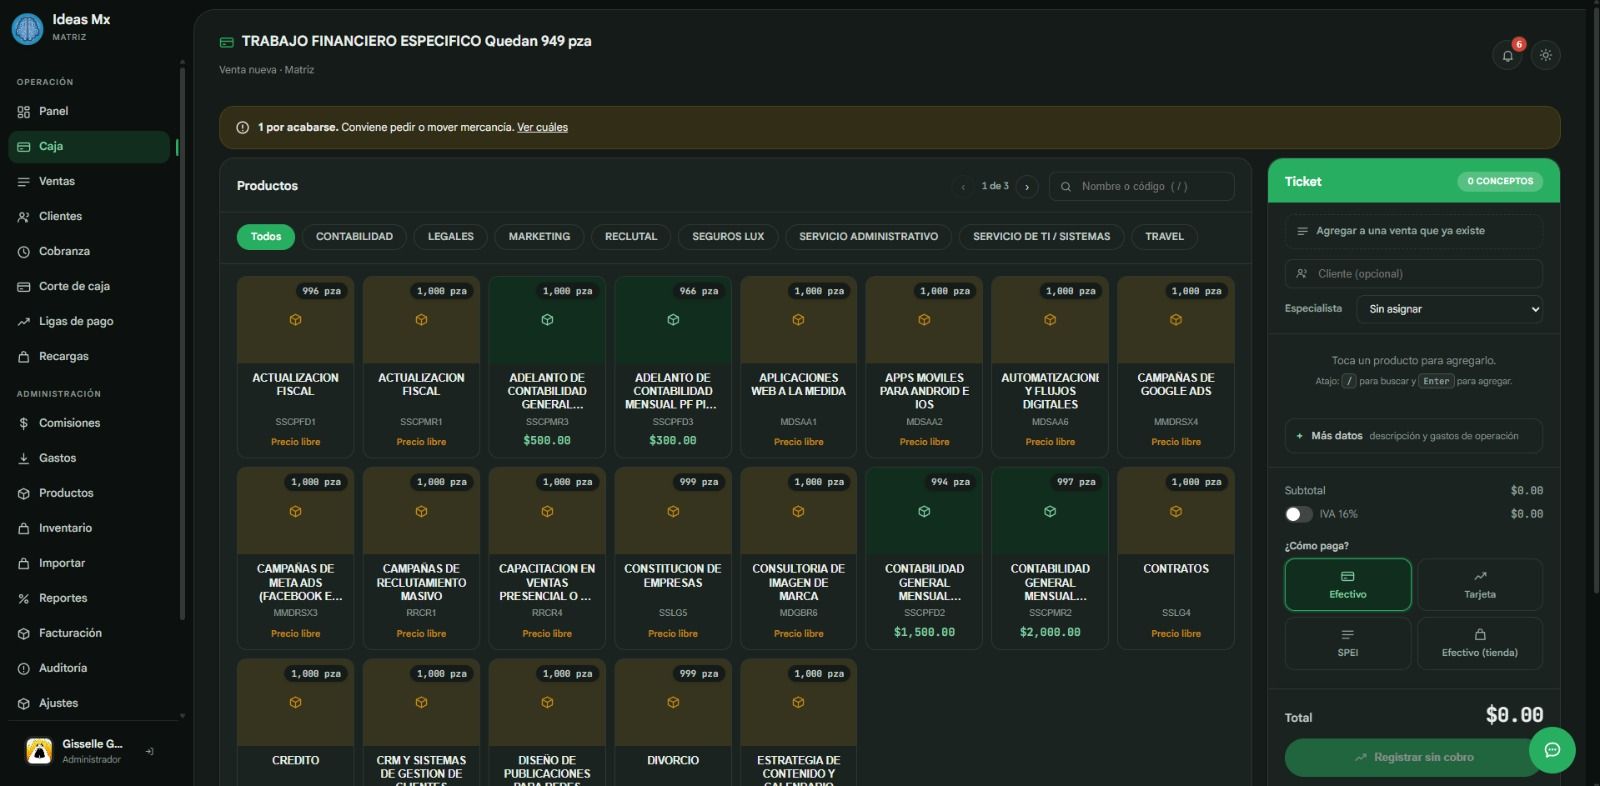 Ideas Mx
MATRIZ
OPERACIÓN
Panel
Caja
Ventas
Clientes
Cobranza
Corte de caja
Ligas de pago
Recargas
ADMINISTRACIÓN
Comisiones
Gastos
Productos
Inventario
Importar
Reportes
Facturación
Auditoría
Ajustes
Gisselle G...
Administrador
TRABAJO FINANCIERO ESPECIFICO Quedan 949 pza
Venta nueva · Matriz
6
1 por acabarse. Conviene pedir o mover mercancía. Ver cuáles
Productos
‹ 1 de 3 ›
Nombre o código ( / )
Todos CONTABILIDAD LEGALES MARKETING RECLUTAL SEGUROS LUX SERVICIO ADMINISTRATIVO SERVICIO DE TI / SISTEMAS TRAVEL
996 pza
ACTUALIZACION
FISCAL
SSCPFD1
Precio libre
1,000 pza
ACTUALIZACION
FISCAL
SSCPMR1
Precio libre
1,000 pza
ADELANTO DE
CONTABILIDAD
GENERAL...
SSCPMR3
$500.00
966 pza
ADELANTO DE
CONTABILIDAD
MENSUAL PF PI...
SSCPFD3
$300.00
1,000 pza
APLICACIONES
WEB A LA MEDIDA
MDSAA1
Precio libre
1,000 pza
APPS MOVILES
PARA ANDROID E
IOS
MDSAA2
Precio libre
1,000 pza
AUTOMATIZACIONE
Y FLUJOS
DIGITALES
MDSAA6
Precio libre
1,000 pza
CAMPAÑAS DE
GOOGLE ADS
MMDRSX4
Precio libre
1,000 pza
CAMPAÑAS DE
META ADS
(FACEBOOK E...
MMDRSX3
Precio libre
1,000 pza
CAMPAÑAS DE
RECLUTAMIENTO
MASIVO
RRCR1
Precio libre
1,000 pza
CAPACITACION EN
VENTAS
PRESENCIAL O ...
RRCR4
Precio libre
999 pza
CONSTITUCION DE
EMPRESAS
SSLG5
Precio libre
1,000 pza
CONSULTORIA DE
IMAGEN DE
MARCA
MDGBR6
Precio libre
994 pza
CONTABILIDAD
GENERAL
MENSUAL...
SSCPFD2
$1,500.00
997 pza
CONTABILIDAD
GENERAL
MENSUAL...
SSCPMR2
$2,000.00
1,000 pza
CONTRATOS
SSLG4
Precio libre
1,000 pza
CREDITO
1,000 pza
CRM Y SISTEMAS
DE GESTION DE
CLIENTES
1,000 pza
DISEÑO DE
PUBLICACIONES
PARA REDES
999 pza
DIVORCIO
1,000 pza
ESTRATEGIA DE
CONTENIDO Y
CALENDARIO
Ticket
0 CONCEPTOS
Agregar a una venta que ya existe
Cliente (opcional)
Especialista
Sin asignar
Toca un producto para agregarlo.
Atajo: / para buscar y Enter para agregar.
+ Más datos descripción y gastos de operación
Subtotal $0.00
IVA 16% $0.00
¿Cómo paga?
Efectivo
Tarjeta
SPEI
Efectivo (tienda)
Total $0.00
Registrar sin cobro